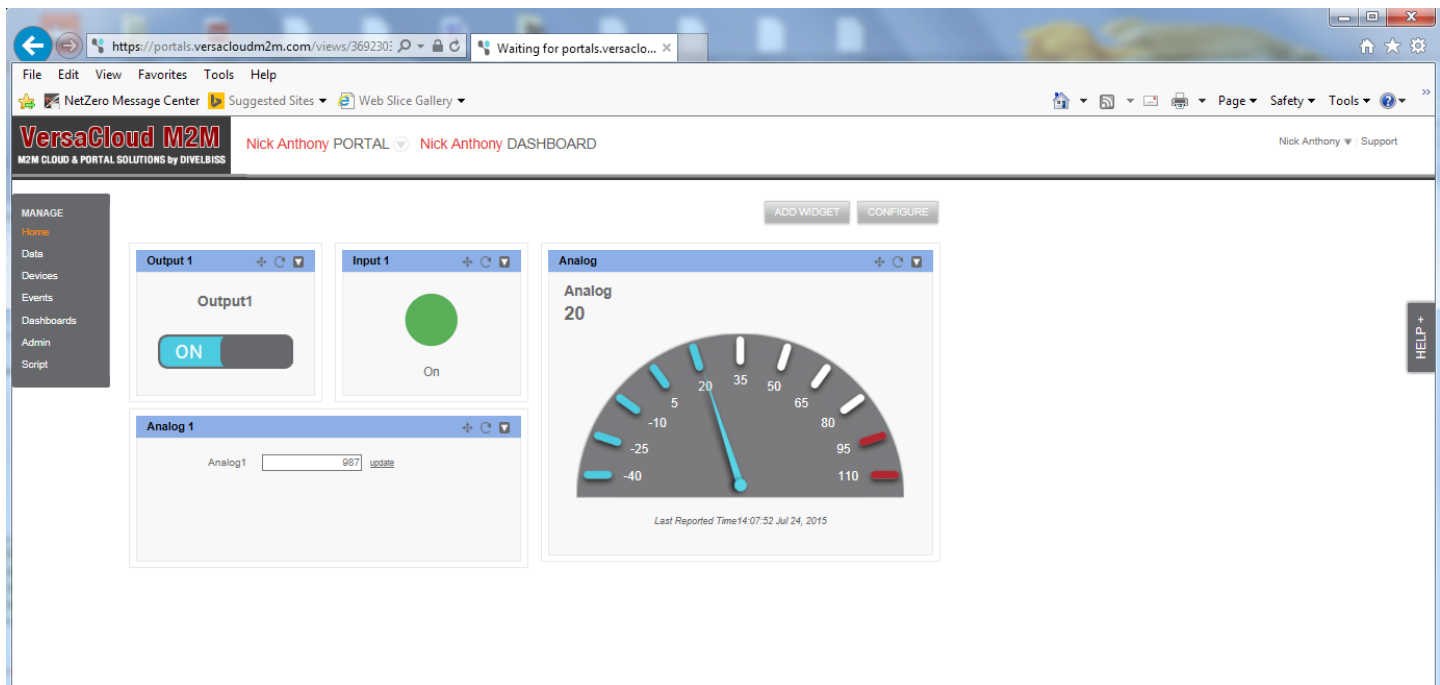 https://portals.versacloudm2m.com/views/369230
Waiting for portals.versaclo...
File Edit View Favorites Tools Help
NetZero Message Center Suggested Sites Web Slice Gallery
Page Safety Tools
VersaCloud M2M
M2M CLOUD & PORTAL SOLUTIONS by DIVELBISS
Nick Anthony PORTAL Nick Anthony DASHBOARD
Nick Anthony | Support
MANAGE
Home
Data
Devices
Events
Dashboards
Admin
Script
ADD WIDGET CONFIGURE
Output 1
Output1
ON
Input 1
On
Analog
Analog
20
-40
-25
-10
5
20
35
50
65
80
95
110
Last Reported Time14:07:52 Jul 24, 2015
Analog 1
Analog1 987 update
HELP +